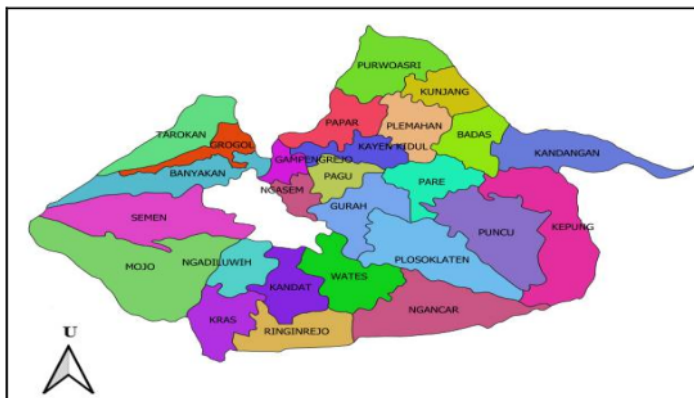 PURWOASRI
KUNJANG
PAPAR
PLEMAHAN
TAROKAN
BADAS
GROGOL
KAYEN KIDUL
GAMPENGREJO
KANDANGAN
BANYAKAN
PAGU
PARE
NGASEM
GURAH
SEMEN
KEPUNG
PUNCU
PLOSOKLATEN
MOJO
NGADILUWIH
WATES
KANDAT
NGANCAR
KRAS
RINGINREJO
U